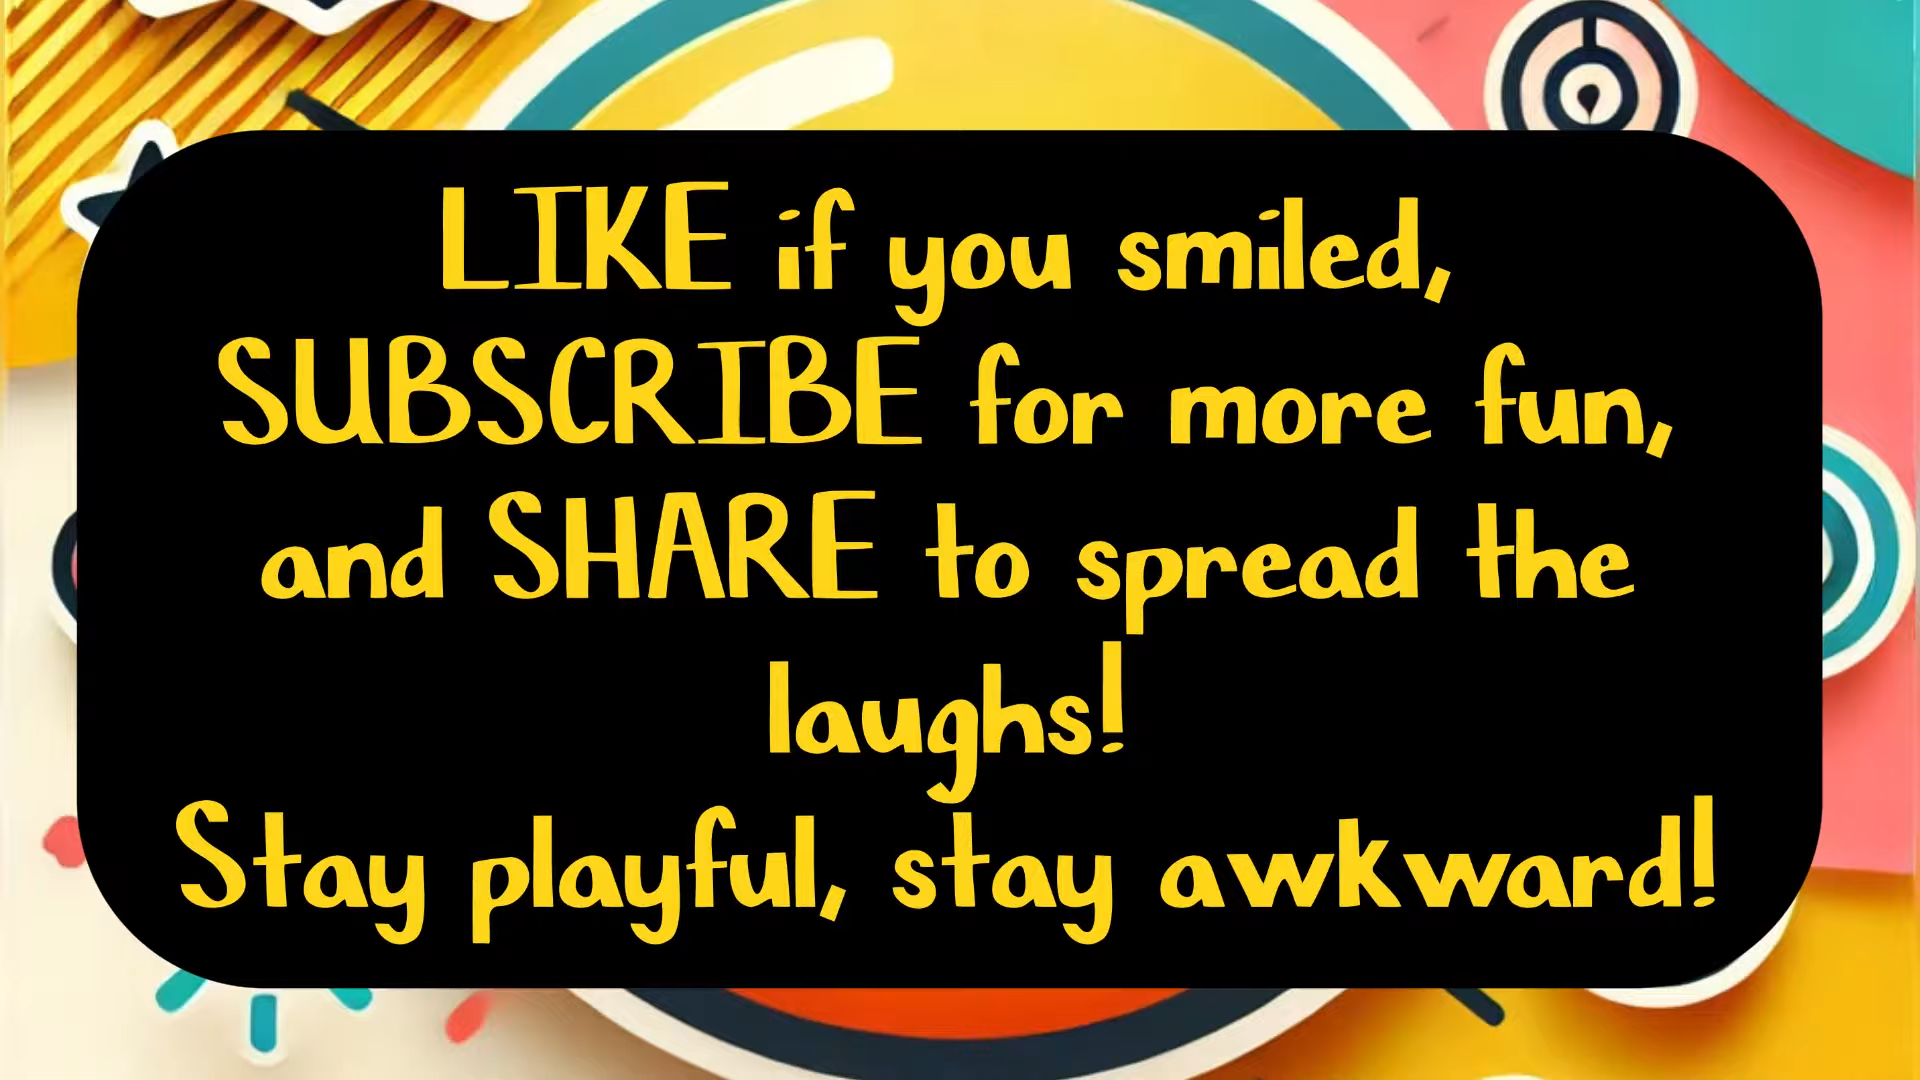 LIKE if you smiled,
SUBSCRIBE for more fun,
and SHARE to spread the
laughs!
Stay playful, stay awkward!